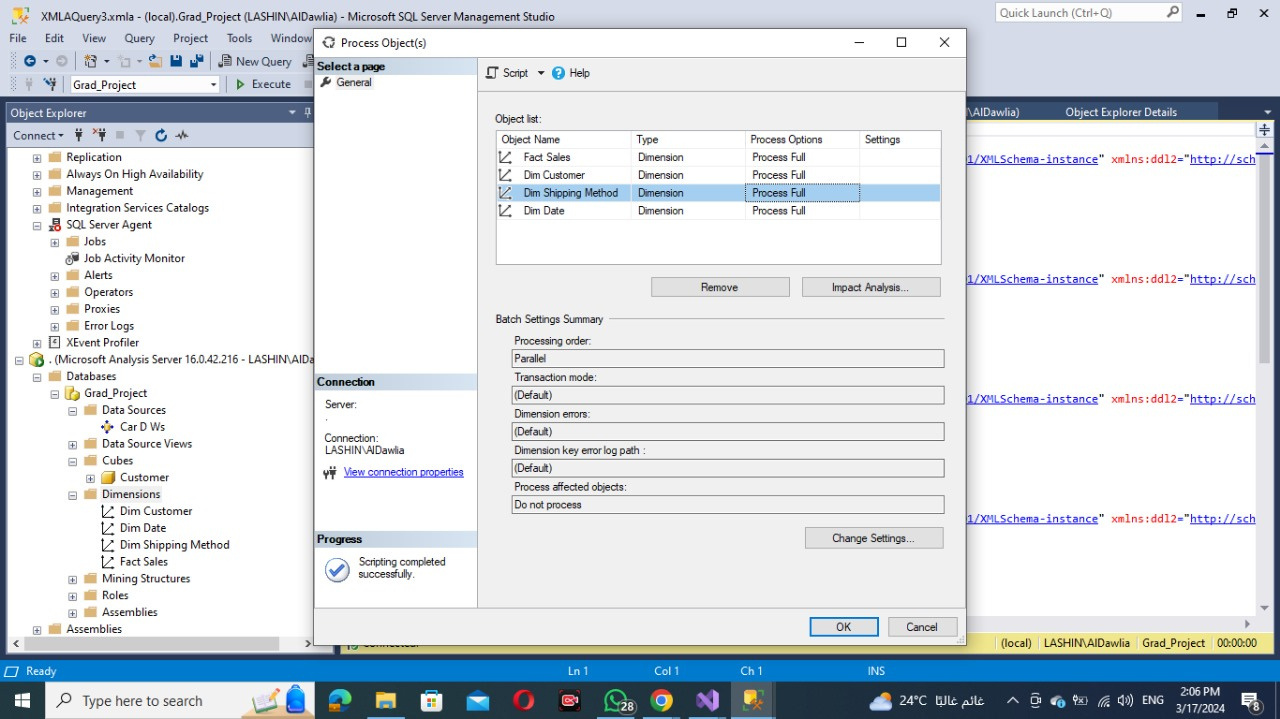 XMLAQuery3.xmla - (local).Grad_Project (LASHIN\AlDawlia) - Microsoft SQL Server Management Studio
Quick Launch (Ctrl+Q)
File Edit View Query Project Tools Window
New Query
Grad_Project
Execute
Object Explorer
Connect
Replication
Always On High Availability
Management
Integration Services Catalogs
SQL Server Agent
Jobs
Job Activity Monitor
Alerts
Operators
Proxies
Error Logs
XEvent Profiler
. (Microsoft Analysis Server 16.0.42.216 - LASHIN\AlDa
Databases
Grad_Project
Data Sources
Car D Ws
Data Source Views
Cubes
Customer
Dimensions
Dim Customer
Dim Date
Dim Shipping Method
Fact Sales
Mining Structures
Roles
Assemblies
Assemblies
Process Object(s)
Select a page
General
Connection
Server:
.
Connection:
LASHIN\AlDawlia
View connection properties
Progress
Scripting completed
successfully.
Script Help
Object list:
Object Name Type Process Options Settings
Fact Sales Dimension Process Full
Dim Customer Dimension Process Full
Dim Shipping Method Dimension Process Full
Dim Date Dimension Process Full
Remove Impact Analysis...
Batch Settings Summary
Processing order:
Parallel
Transaction mode:
(Default)
Dimension errors:
(Default)
Dimension key error log path :
(Default)
Process affected objects:
Do not process
Change Settings...
OK Cancel
\AlDawlia) Object Explorer Details
1/XMLSchema-instance" xmlns:ddl2="http://sch
1/XMLSchema-instance" xmlns:ddl2="http://sch
1/XMLSchema-instance" xmlns:ddl2="http://sch
1/XMLSchema-instance" xmlns:ddl2="http://sch
(local) LASHIN\AlDawlia Grad_Project 00:00:00
Ready Ln 1 Col 1 Ch 1 INS
Type here to search
28
24°C غائم غالبًا
ENG
2:06 PM
3/17/2024
8